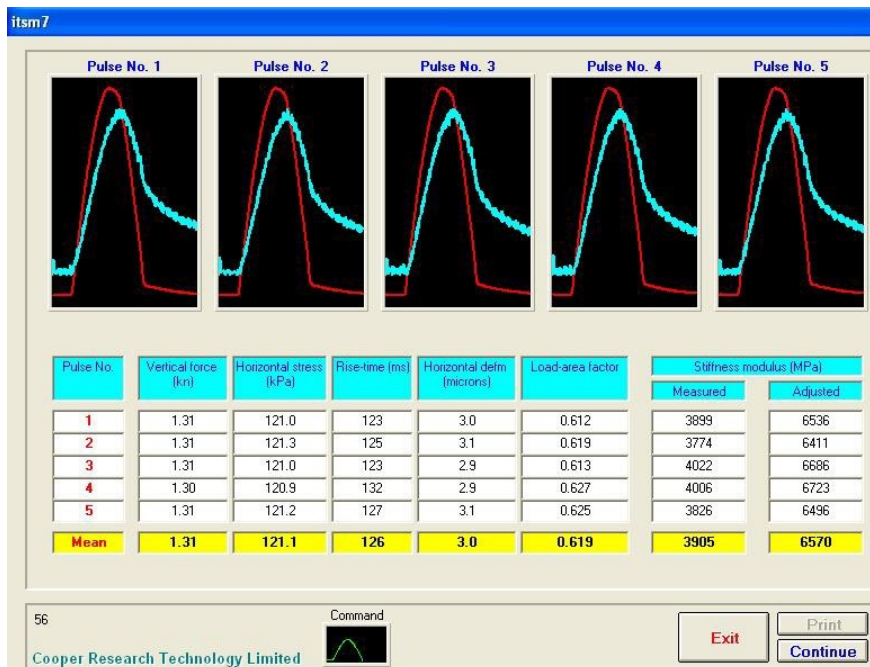 itsm7
Pulse No. 1 Pulse No. 2 Pulse No. 3 Pulse No. 4 Pulse No. 5
Pulse No. Vertical force (kn) Horizontal stress (kPa) Rise-time (ms) Horizontal defm (microns) Load-area factor Stiffness modulus (MPa)
Measured Adjusted
1 1.31 121.0 123 3.0 0.612 3899 6536
2 1.31 121.3 125 3.1 0.619 3774 6411
3 1.31 121.0 123 2.9 0.613 4022 6686
4 1.30 120.9 132 2.9 0.627 4006 6723
5 1.31 121.2 127 3.1 0.625 3826 6496
Mean 1.31 121.1 126 3.0 0.619 3905 6570
56 Command
Exit Print
Cooper Research Technology Limited Continue